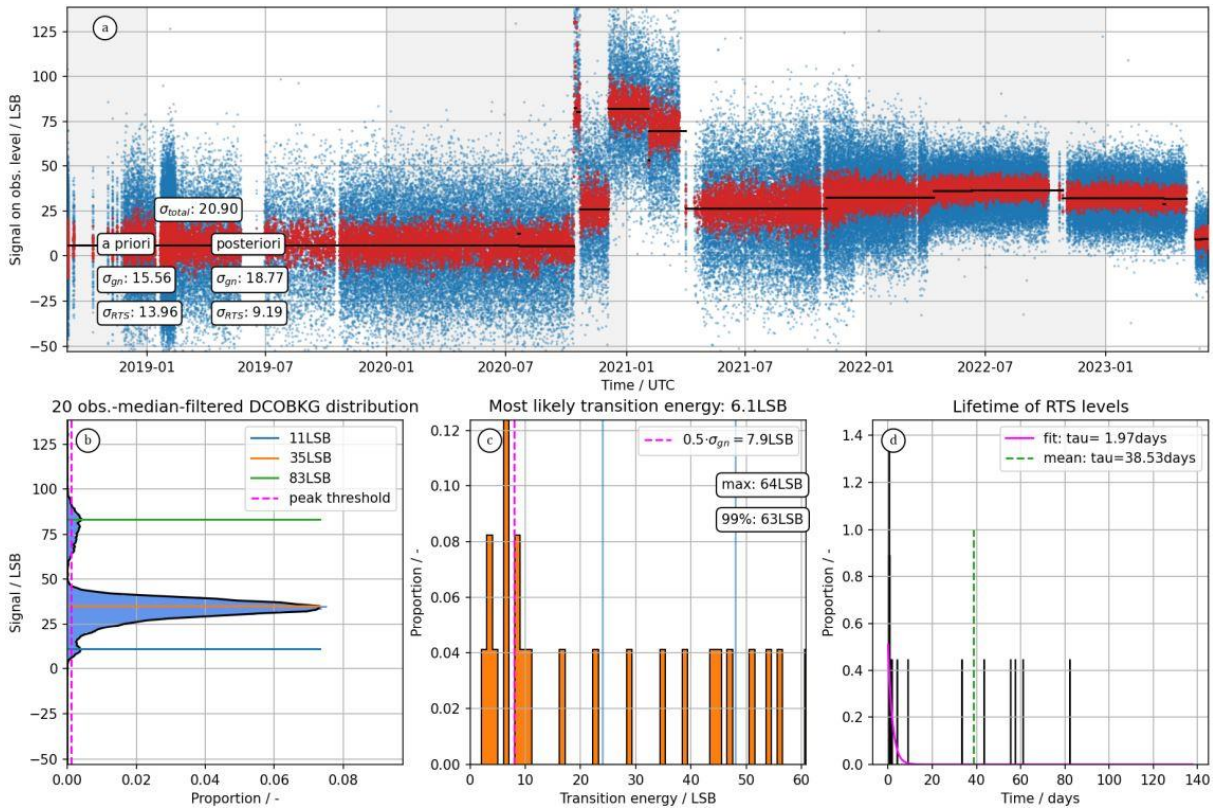 a
125
100
75
50
25
0
−25
−50
Signal on obs. level / LSB
σtotal: 20.90
a priori
posteriori
σgn: 15.56
σgn: 18.77
σRTS: 13.96
σRTS: 9.19
2019-01
2019-07
2020-01
2020-07
2021-01
2021-07
2022-01
2022-07
2023-01
Time / UTC
20 obs.-median-filtered DCOBKG distribution
b
11LSB
35LSB
83LSB
peak threshold
125
100
75
50
25
0
−25
−50
Signal / LSB
0.00
0.02
0.04
0.06
0.08
Proportion / -
Most likely transition energy: 6.1LSB
c
0.5·σgn = 7.9LSB
max: 64LSB
99%: 63LSB
0.12
0.10
0.08
0.06
0.04
0.02
0.00
Proportion / -
0
10
20
30
40
50
60
Transition energy / LSB
Lifetime of RTS levels
d
fit: tau= 1.97days
mean: tau=38.53days
1.4
1.2
1.0
0.8
0.6
0.4
0.2
0.0
Proportion / -
0
20
40
60
80
100
120
140
Time / days